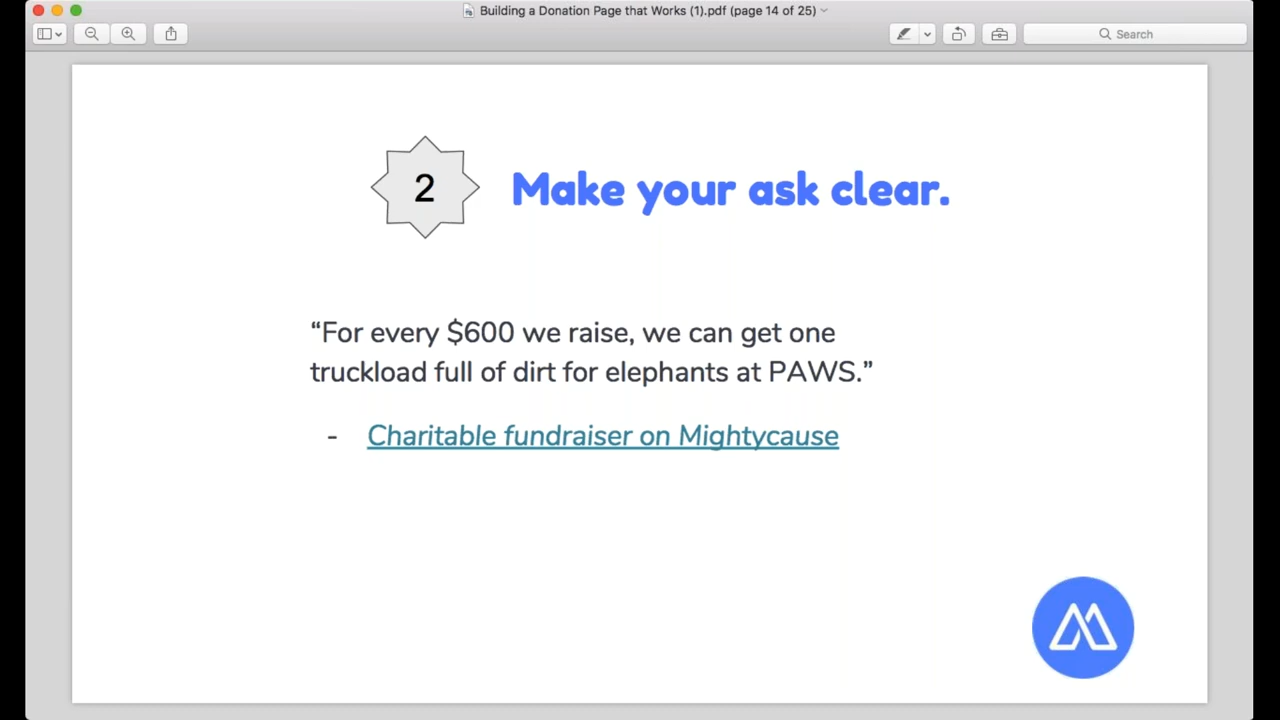 Building a Donation Page that Works (1).pdf (page 14 of 25)
Search
2
Make your ask clear.
“For every $600 we raise, we can get one
truckload full of dirt for elephants at PAWS.”
- Charitable fundraiser on Mightycause